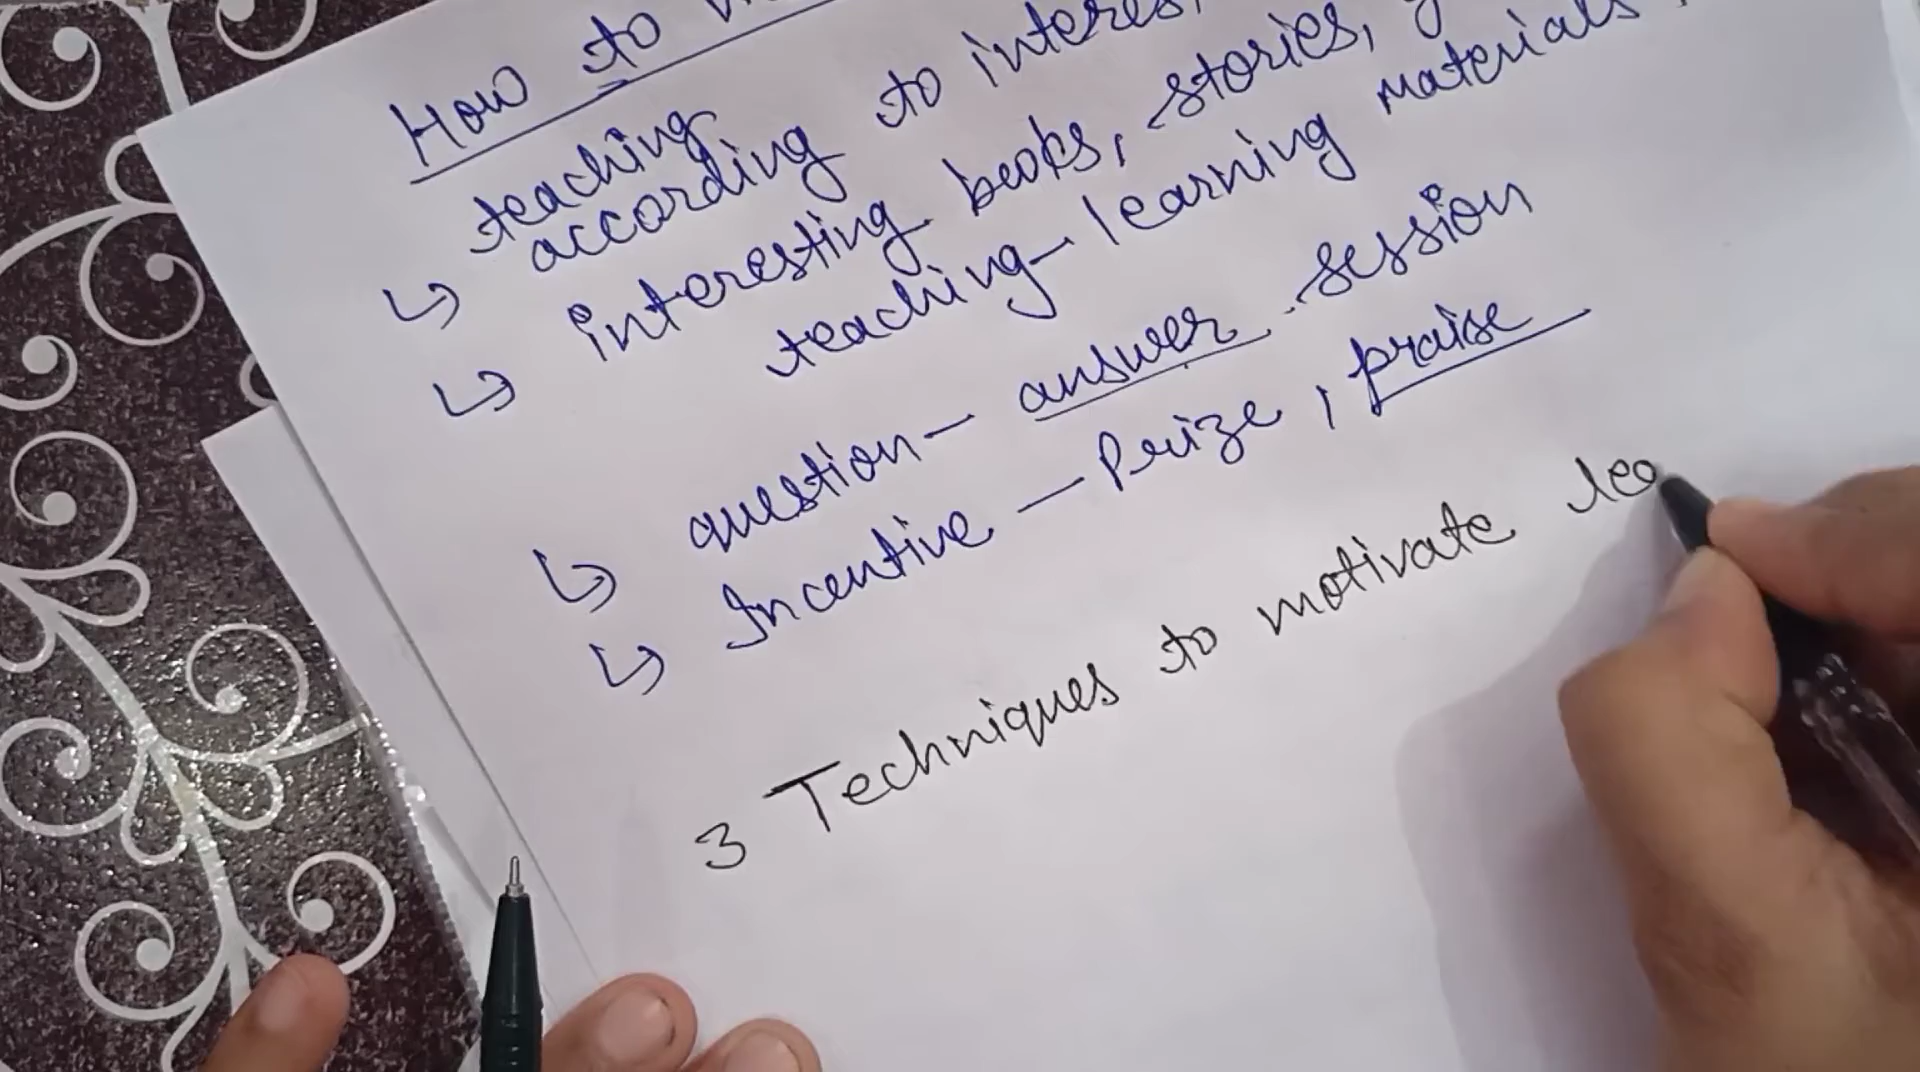 How to
teaching
↳ according to
↳ interesting books, stories,
teaching-learning materials
↳ question- answer session
↳ Incentive — Prize, praise
3 Techniques to motivate lea